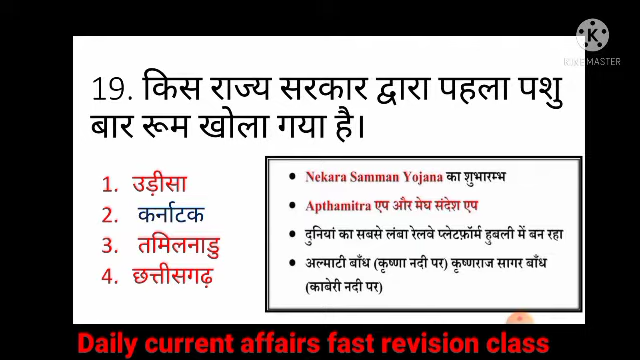 K
KINEMASTER
19. किस राज्य सरकार द्वारा पहला पशु
बार रूम खोला गया है।
1. उड़ीसा
2. कर्नाटक
3. तमिलनाडु
4. छत्तीसगढ़
• Nekara Samman Yojana का शुभारम्भ
• Apthamitra एप और मेघ संदेश एप
• दुनियां का सबसे लंबा रेलवे प्लेटफ़ॉर्म हुबली में बन रहा
• अल्माटी बाँध (कृष्णा नदी पर) कृष्णराज सागर बाँध
(काबेरी नदी पर)
Daily current affairs fast revision class